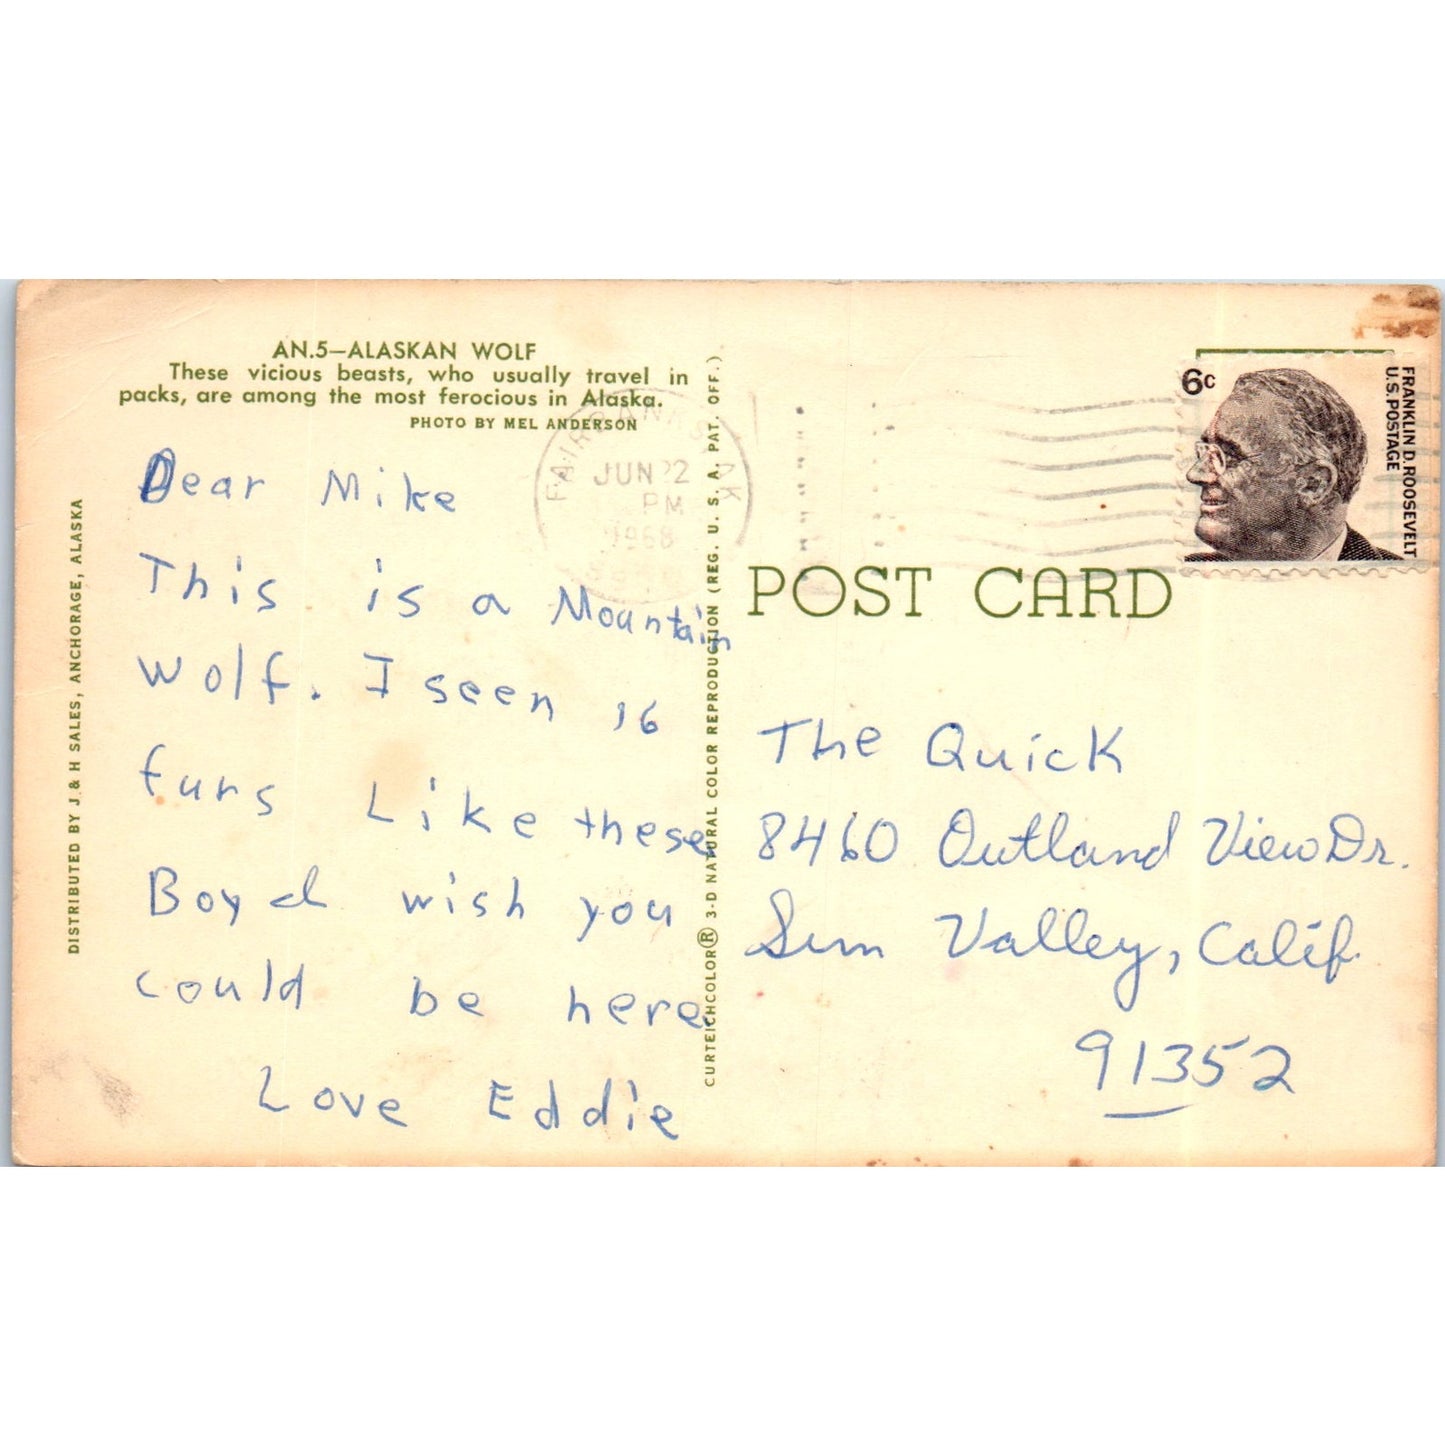 AN.5—ALASKAN WOLF
These vicious beasts, who usually travel in
packs, are among the most ferocious in Alaska.
PHOTO BY MEL ANDERSON
Dear Mike
This is a Mountain
Wolf. I seen 16
furs Like these
Boy d wish you
could be here
Love Eddie
DISTRIBUTED BY J. & H SALES, ANCHORAGE, ALASKA
CURTEICHCOLOR® 3-D NATURAL COLOR REPRODUCTION (REG. U. S. A. PAT. OFF.)
FAIRBANKS AK
JUN 22
PM
1968
6c
FRANKLIN D. ROOSEVELT
U.S. POSTAGE
POST CARD
The Quick
8460 Outland View Dr.
Sun Valley, Calif.
91352